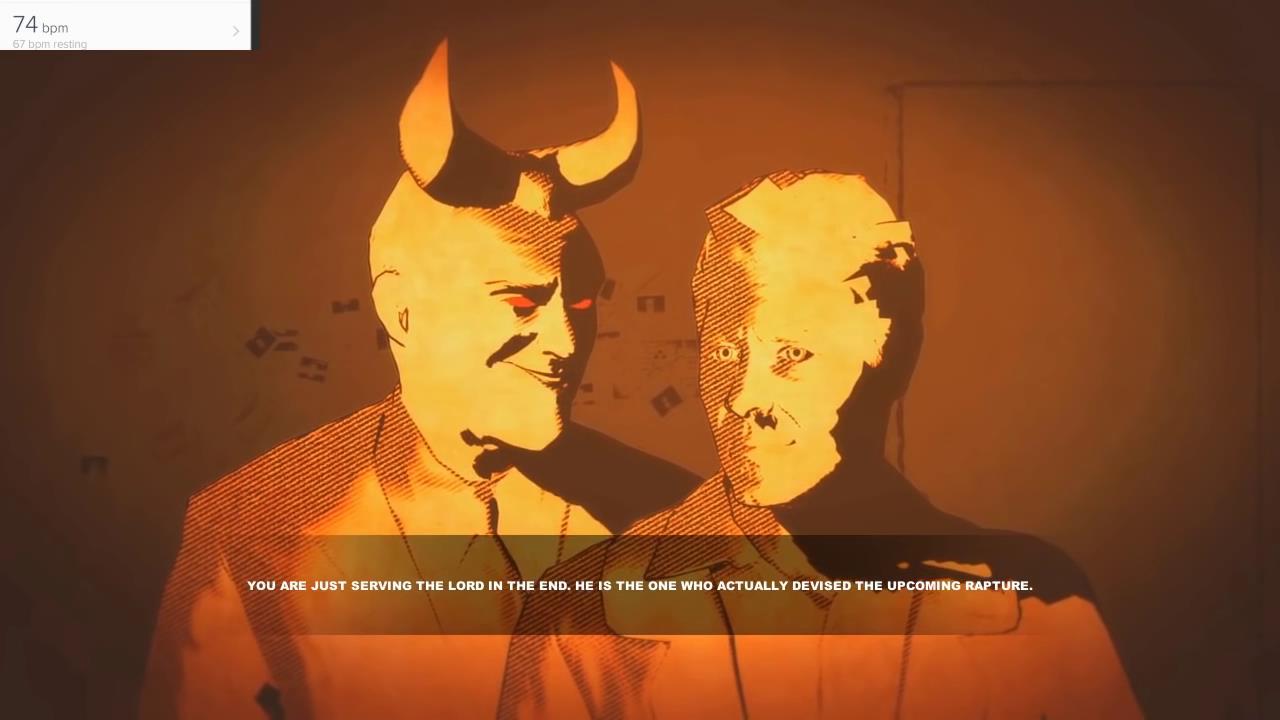 74 bpm
67 bpm resting
YOU ARE JUST SERVING THE LORD IN THE END. HE IS THE ONE WHO ACTUALLY DEVISED THE UPCOMING RAPTURE.